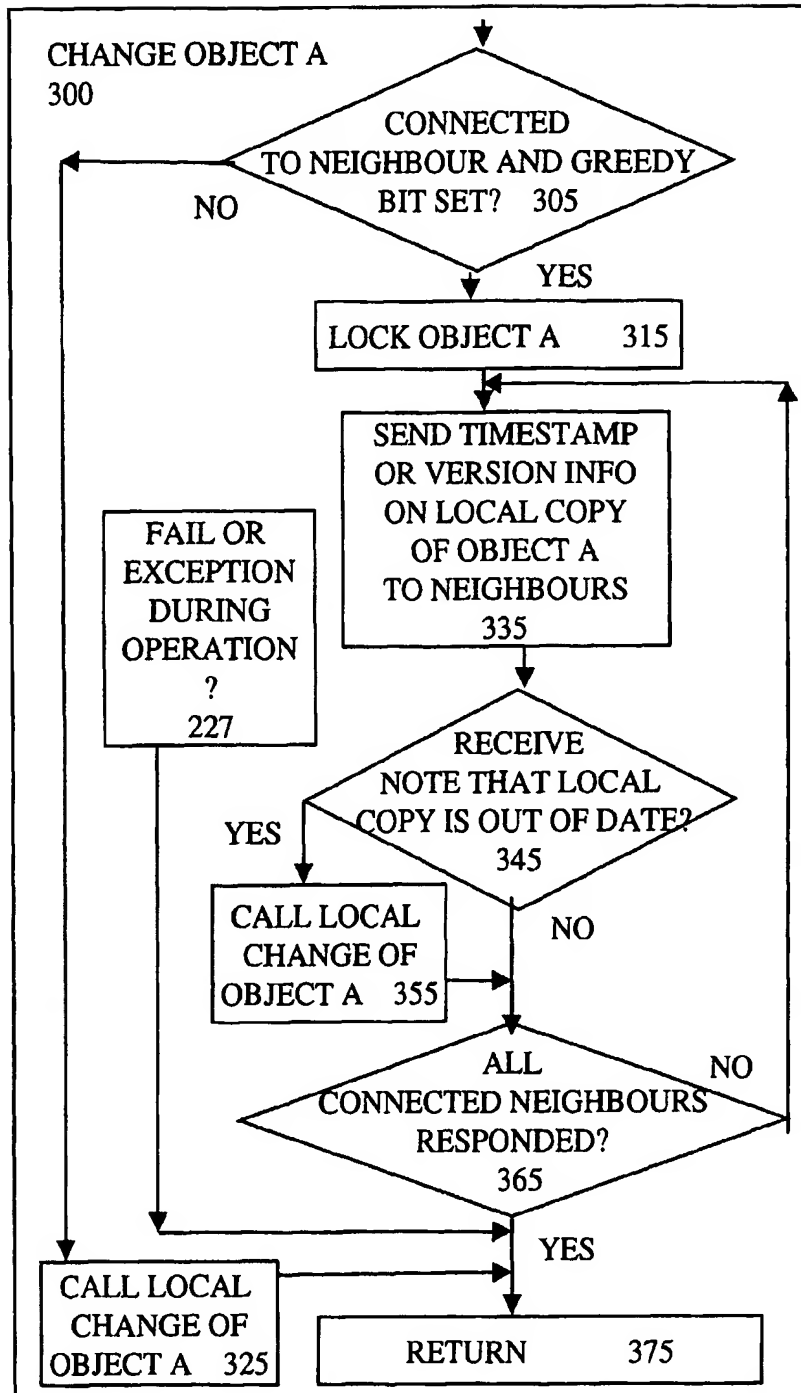 CHANGE OBJECT A
300
CONNECTED
TO NEIGHBOUR AND GREEDY
BIT SET? 305
NO
YES
LOCK OBJECT A 315
SEND TIMESTAMP
OR VERSION INFO
ON LOCAL COPY
OF OBJECT A
TO NEIGHBOURS
335
FAIL OR
EXCEPTION
DURING
OPERATION
?
227
RECEIVE
NOTE THAT LOCAL
COPY IS OUT OF DATE?
345
YES
NO
CALL LOCAL
CHANGE OF
OBJECT A 355
ALL
CONNECTED NEIGHBOURS
RESPONDED?
365
NO
YES
CALL LOCAL
CHANGE OF
OBJECT A 325
RETURN 375